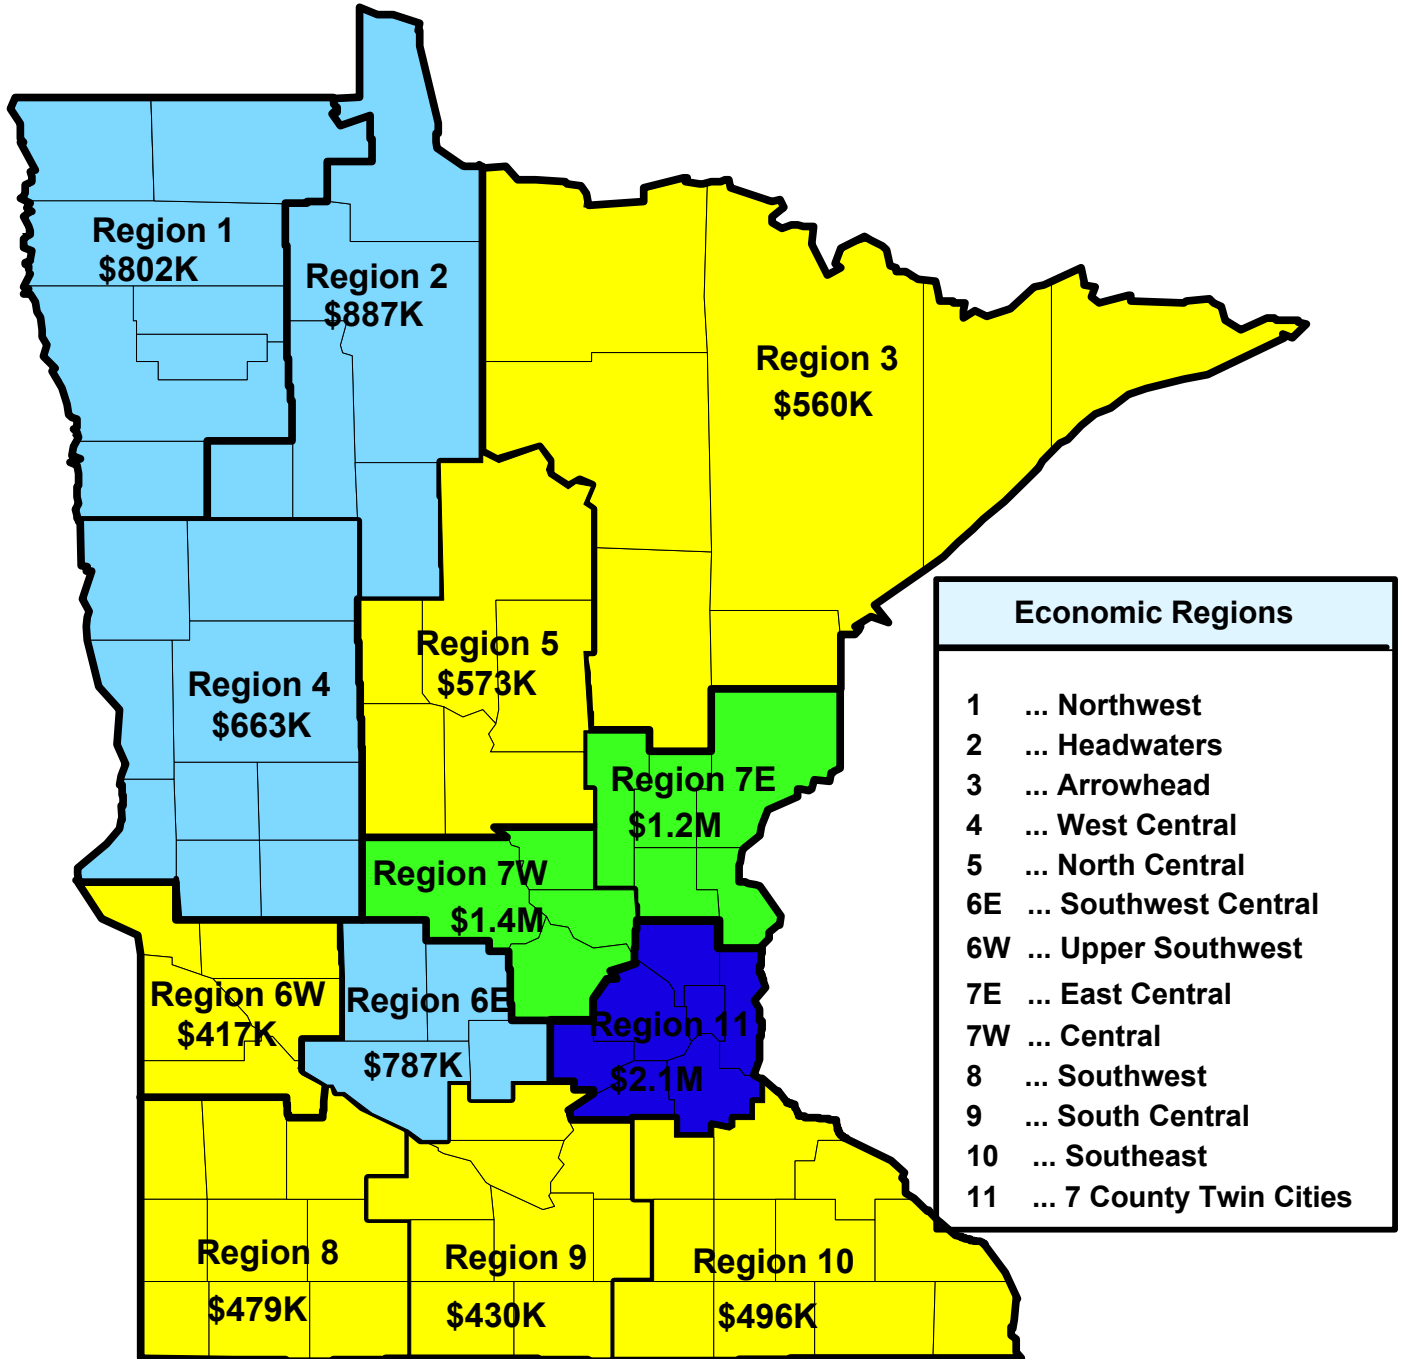 Region 1
$802K
Region 2
$887K
Region 3
$560K
Region 4
$663K
Region 5
$573K
Region 7E
$1.2M
Region 7W
$1.4M
Region 6W
$417K
Region 6E
$787K
Region 11
$2.1M
Region 8
$479K
Region 9
$430K
Region 10
$496K
Economic Regions
1 ... Northwest
2 ... Headwaters
3 ... Arrowhead
4 ... West Central
5 ... North Central
6E ... Southwest Central
6W ... Upper Southwest
7E ... East Central
7W ... Central
8 ... Southwest
9 ... South Central
10 ... Southeast
11 ... 7 County Twin Cities